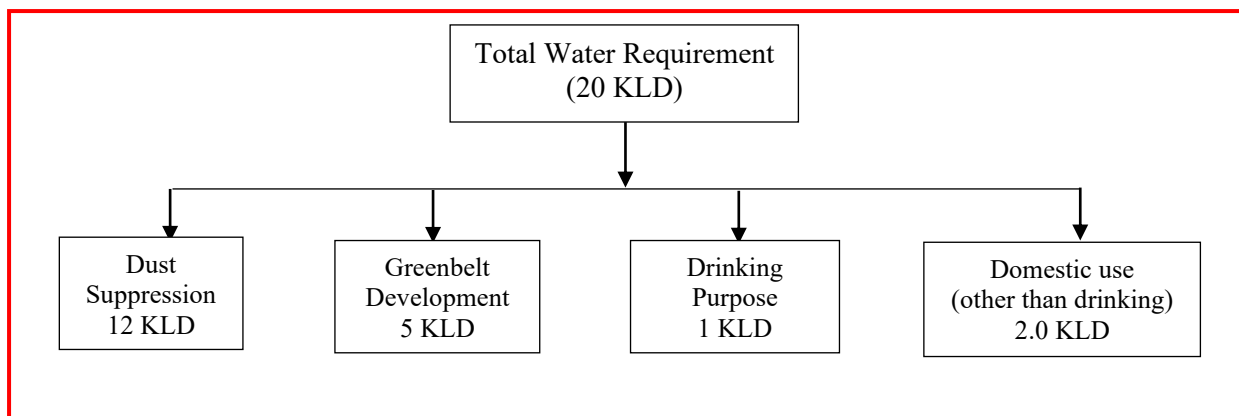 Total Water Requirement
(20 KLD)
Dust
Suppression
12 KLD
Greenbelt
Development
5 KLD
Drinking
Purpose
1 KLD
Domestic use
(other than drinking)
2.0 KLD